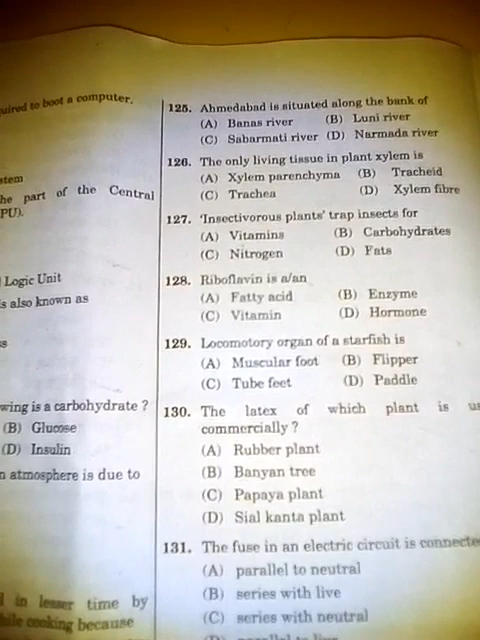 uired to boot a computer.
stem
he part of the Central
PU).
Logic Unit
s also known as
s
wing is a carbohydrate ?
(B) Glucose
(D) Insulin
n atmosphere is due to
in lesser time by
cooking because
125. Ahmedabad is situated along the bank of
(A) Banas river (B) Luni river
(C) Sabarmati river (D) Narmada river
126. The only living tissue in plant xylem is
(A) Xylem parenchyma (B) Tracheid
(C) Trachea (D) Xylem fibre
127. 'Insectivorous plants' trap insects for
(A) Vitamins (B) Carbohydrates
(C) Nitrogen (D) Fats
128. Riboflavin is a/an
(A) Fatty acid (B) Enzyme
(C) Vitamin (D) Hormone
129. Locomotory organ of a starfish is
(A) Muscular foot (B) Flipper
(C) Tube feet (D) Paddle
130. The latex of which plant is us
commercially ?
(A) Rubber plant
(B) Banyan tree
(C) Papaya plant
(D) Sial kanta plant
131. The fuse in an electric circuit is connecte
(A) parallel to neutral
(B) series with live
(C) series with neutral